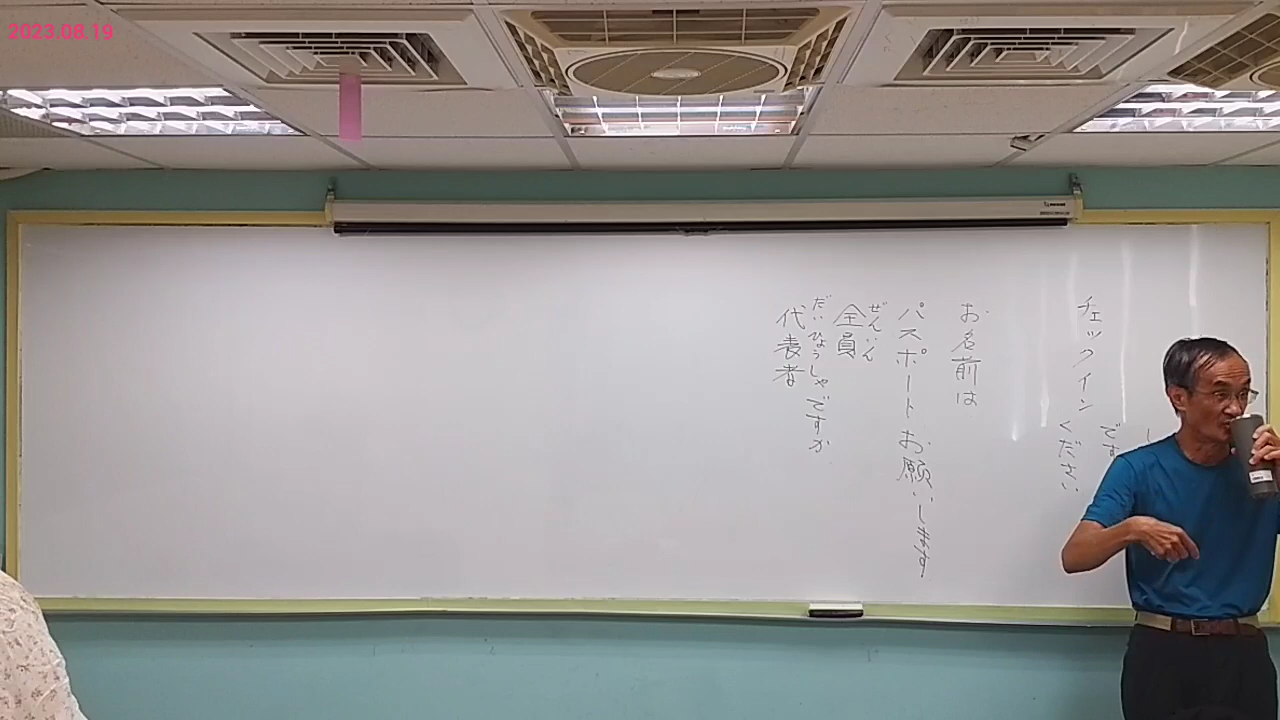 2023.08.19
チェックイン
です
ください
お名前は
パスポートお願いします
ぜんいん
全員
だいひょうしゃですか
代表者